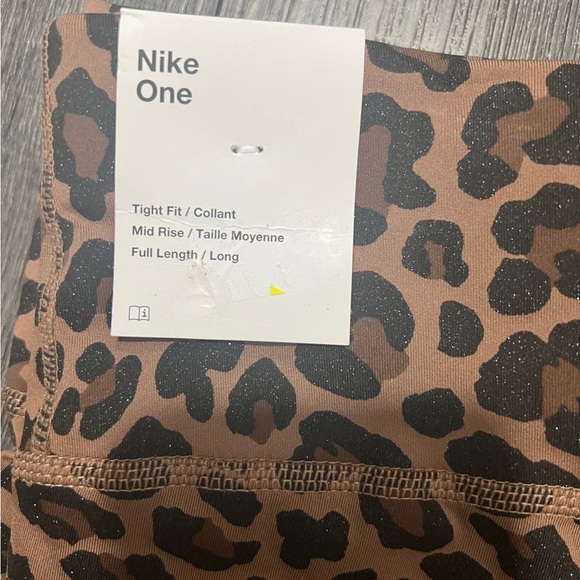 Nike
One
Tight Fit / Collant
Mid Rise / Taille Moyenne
Full Length / Long
i